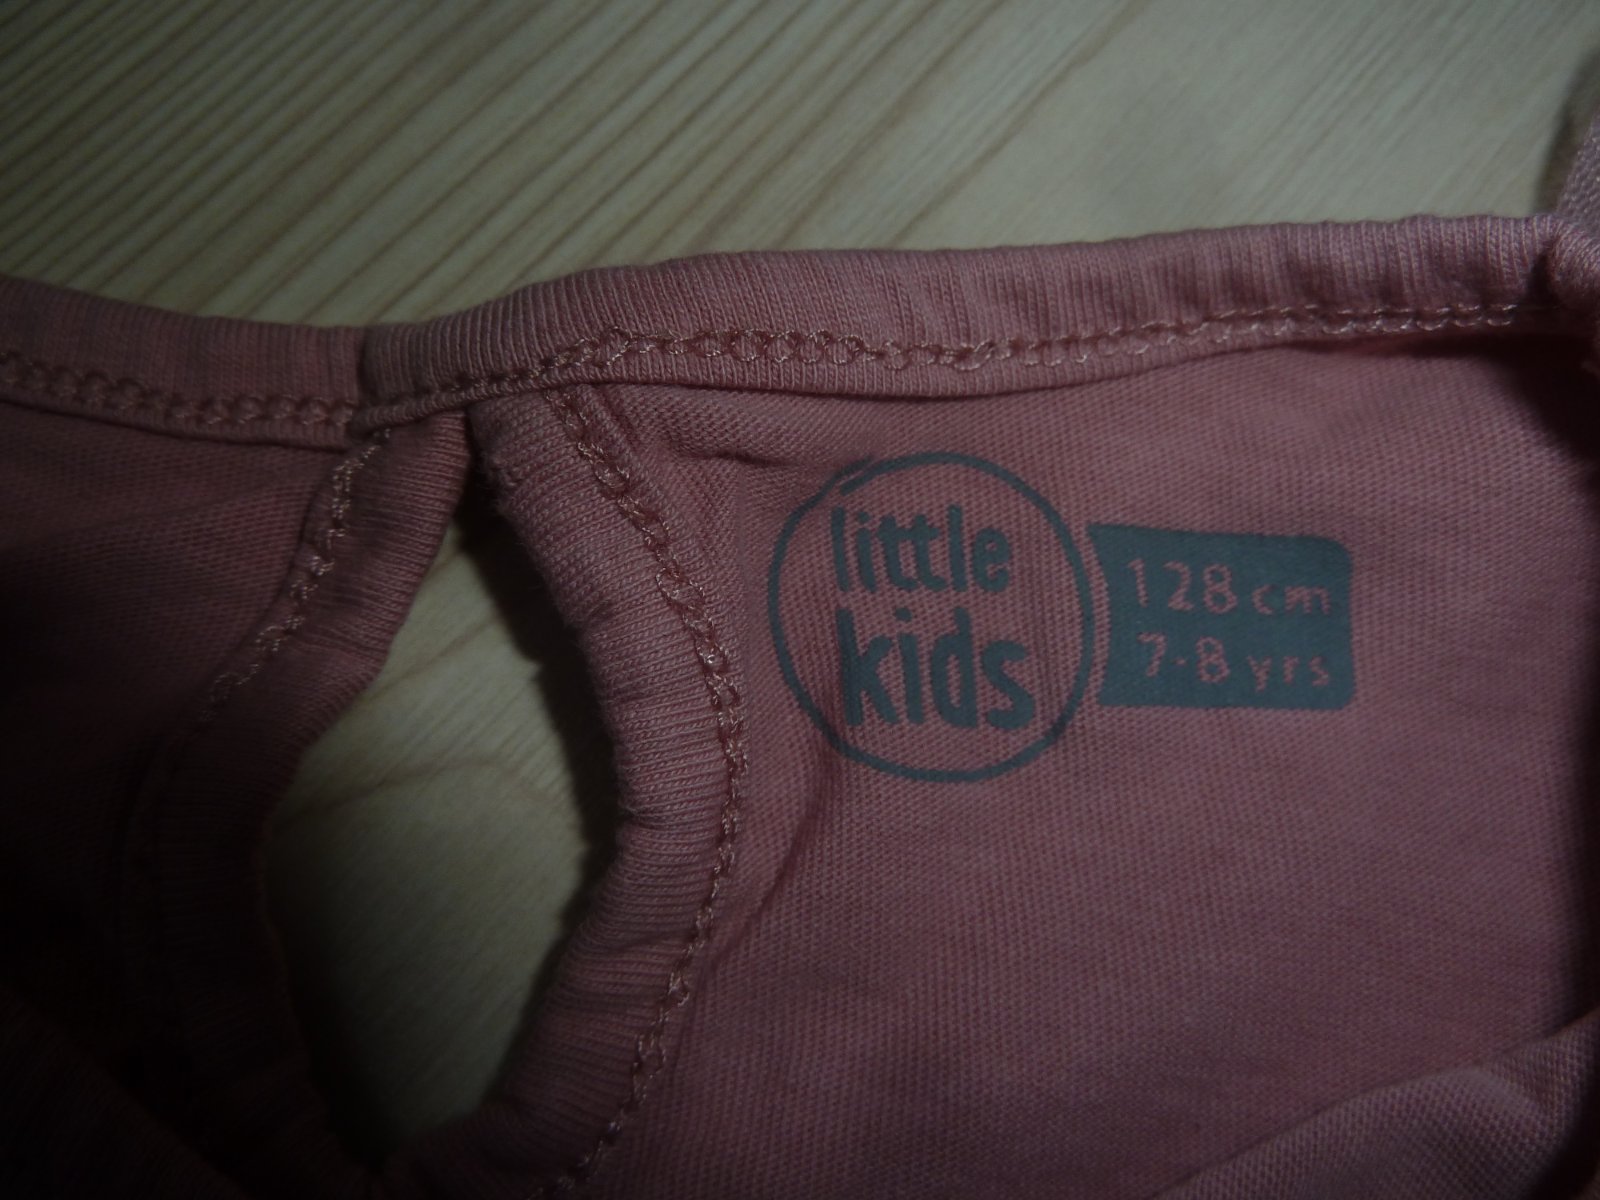 little
kids
128 cm
7-8 yrs